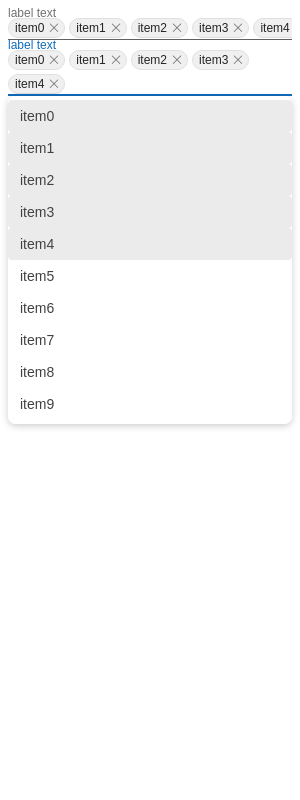 label text
item0 item1 item2 item3 item4
label text
item0 item1 item2 item3
item4
item0
item1
item2
item3
item4
item5
item6
item7
item8
item9